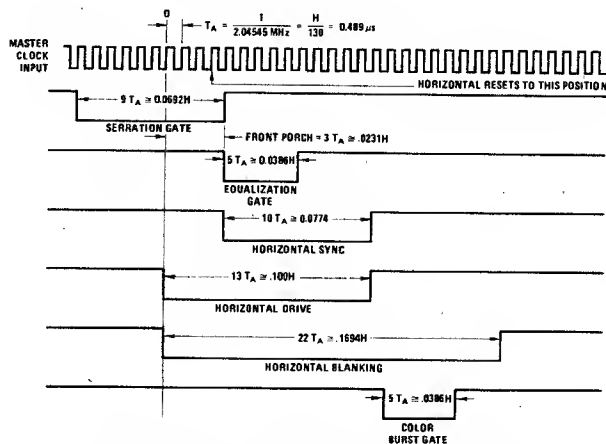 0
T_A = 1 / 2.04545 MHz = H / 130 = 0.489 μs
MASTER CLOCK INPUT
HORIZONTAL RESETS TO THIS POSITION
9 T_A ≅ 0.0692H
SERRATION GATE
FRONT PORCH = 3 T_A ≅ .0231H
5 T_A ≅ 0.0386H
EQUALIZATION GATE
10 T_A ≅ 0.0774
HORIZONTAL SYNC
13 T_A ≅ .100H
HORIZONTAL DRIVE
22 T_A ≅ .1694H
HORIZONTAL BLANKING
5 T_A ≅ .0386H
COLOR BURST GATE